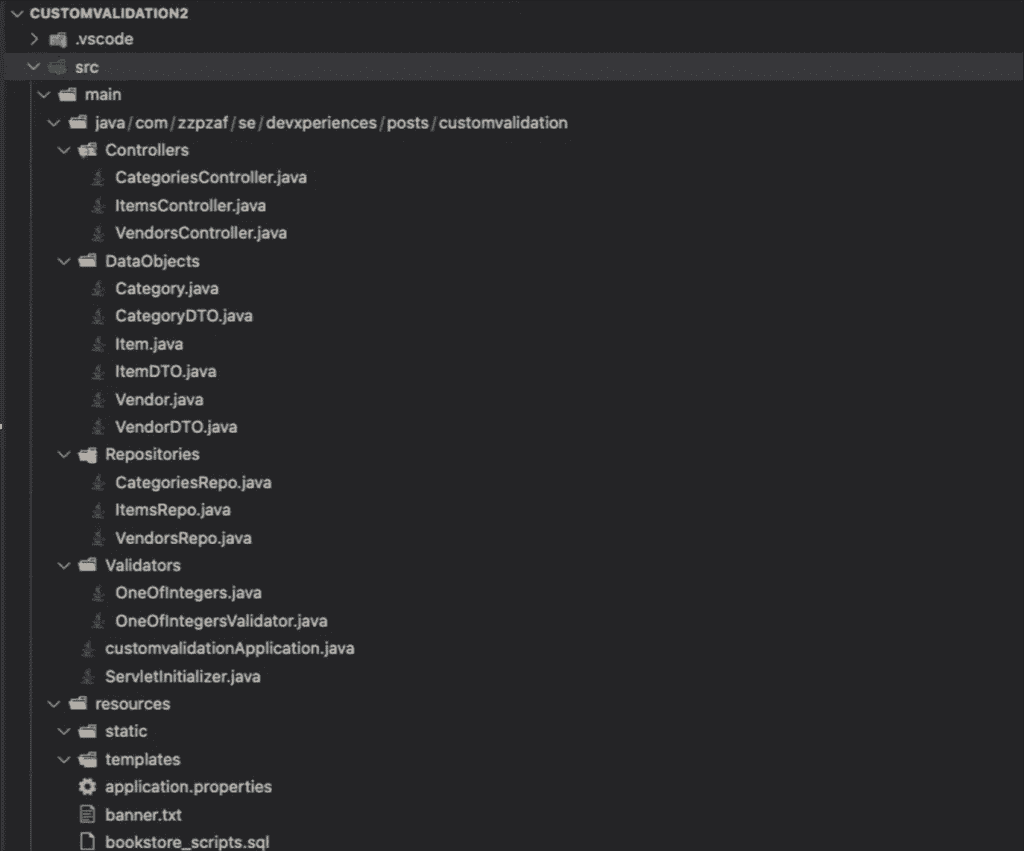 CUSTOMVALIDATION2
.vscode
src
main
java/com/zzpzaf/se/devxperiences/posts/customvalidation
Controllers
CategoriesController.java
ItemsController.java
VendorsController.java
DataObjects
Category.java
CategoryDTO.java
Item.java
ItemDTO.java
Vendor.java
VendorDTO.java
Repositories
CategoriesRepo.java
ItemsRepo.java
VendorsRepo.java
Validators
OneOfIntegers.java
OneOfIntegersValidator.java
customvalidationApplication.java
ServletInitializer.java
resources
static
templates
application.properties
banner.txt
bookstore_scripts.sql